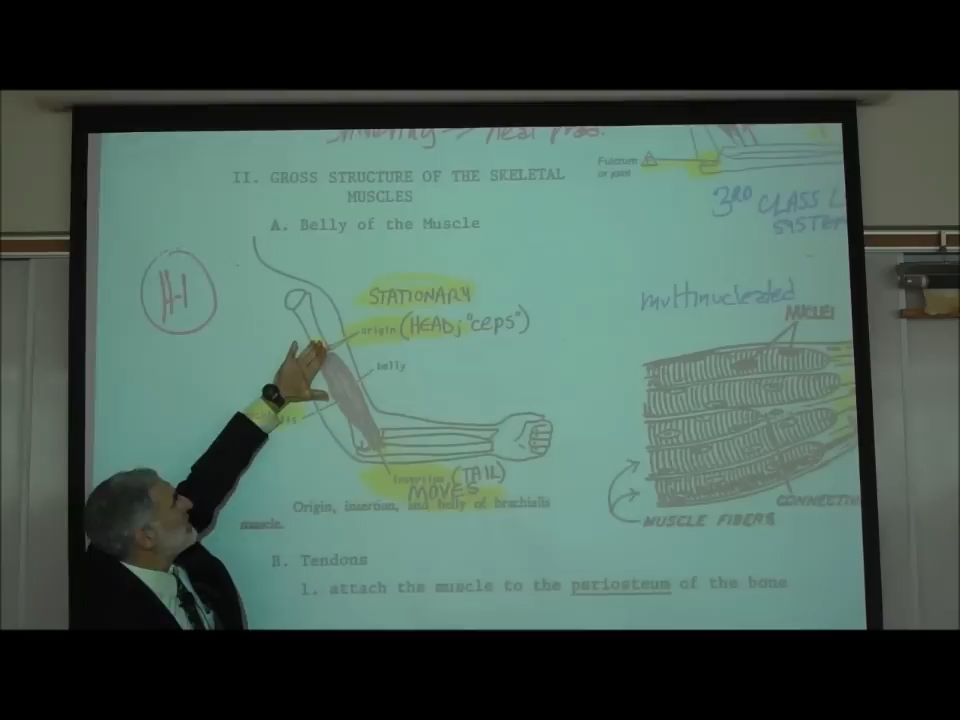 heat prod.
Fulcrum
or joint
3RD CLASS L
SYSTEM
II. GROSS STRUCTURE OF THE SKELETAL
MUSCLES
A. Belly of the Muscle
STATIONARY
origin (HEAD; "ceps")
belly
insertion (TAIL)
MOVES
Origin, insertion, and belly of brachialis
muscle.
multinucleated
NUCLEI
CONNECTIVE
MUSCLE FIBERS
B. Tendons
1. attach the muscle to the periosteum of the bone